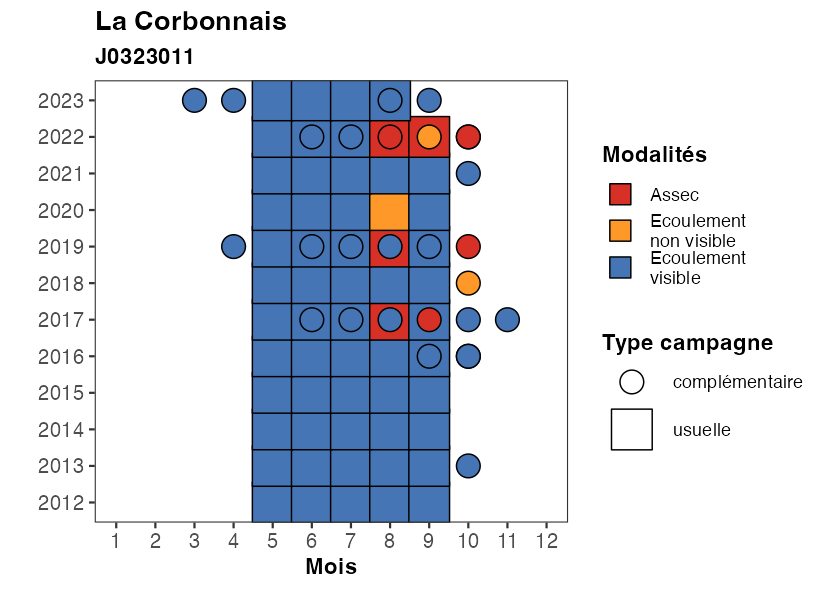 La Corbonnais
J0323011
2023
2022
2021
2020
2019
2018
2017
2016
2015
2014
2013
2012
1 2 3 4 5 6 7 8 9 10 11 12
Mois
Modalités
Assec
Ecoulement
non visible
Ecoulement
visible
Type campagne
complémentaire
usuelle